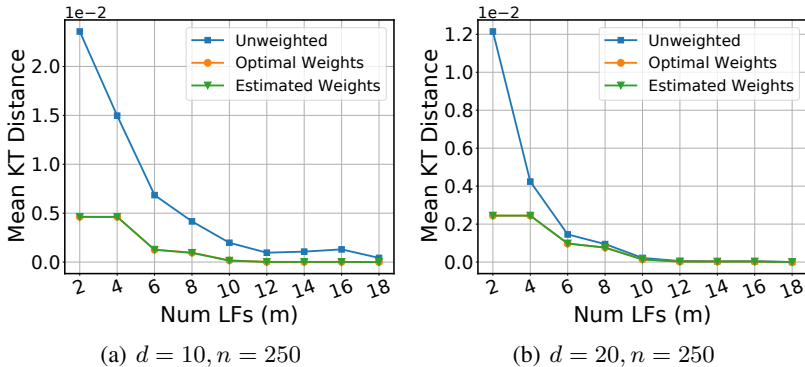 1e-2
Mean KT Distance
2.0
1.5
1.0
0.5
0.0
Unweighted
Optimal Weights
Estimated Weights
2 4 6 8 10 12 14 16 18
Num LFs (m)
(a) d = 10, n = 250
1e-2
Mean KT Distance
1.2
1.0
0.8
0.6
0.4
0.2
0.0
Unweighted
Optimal Weights
Estimated Weights
2 4 6 8 10 12 14 16 18
Num LFs (m)
(b) d = 20, n = 250